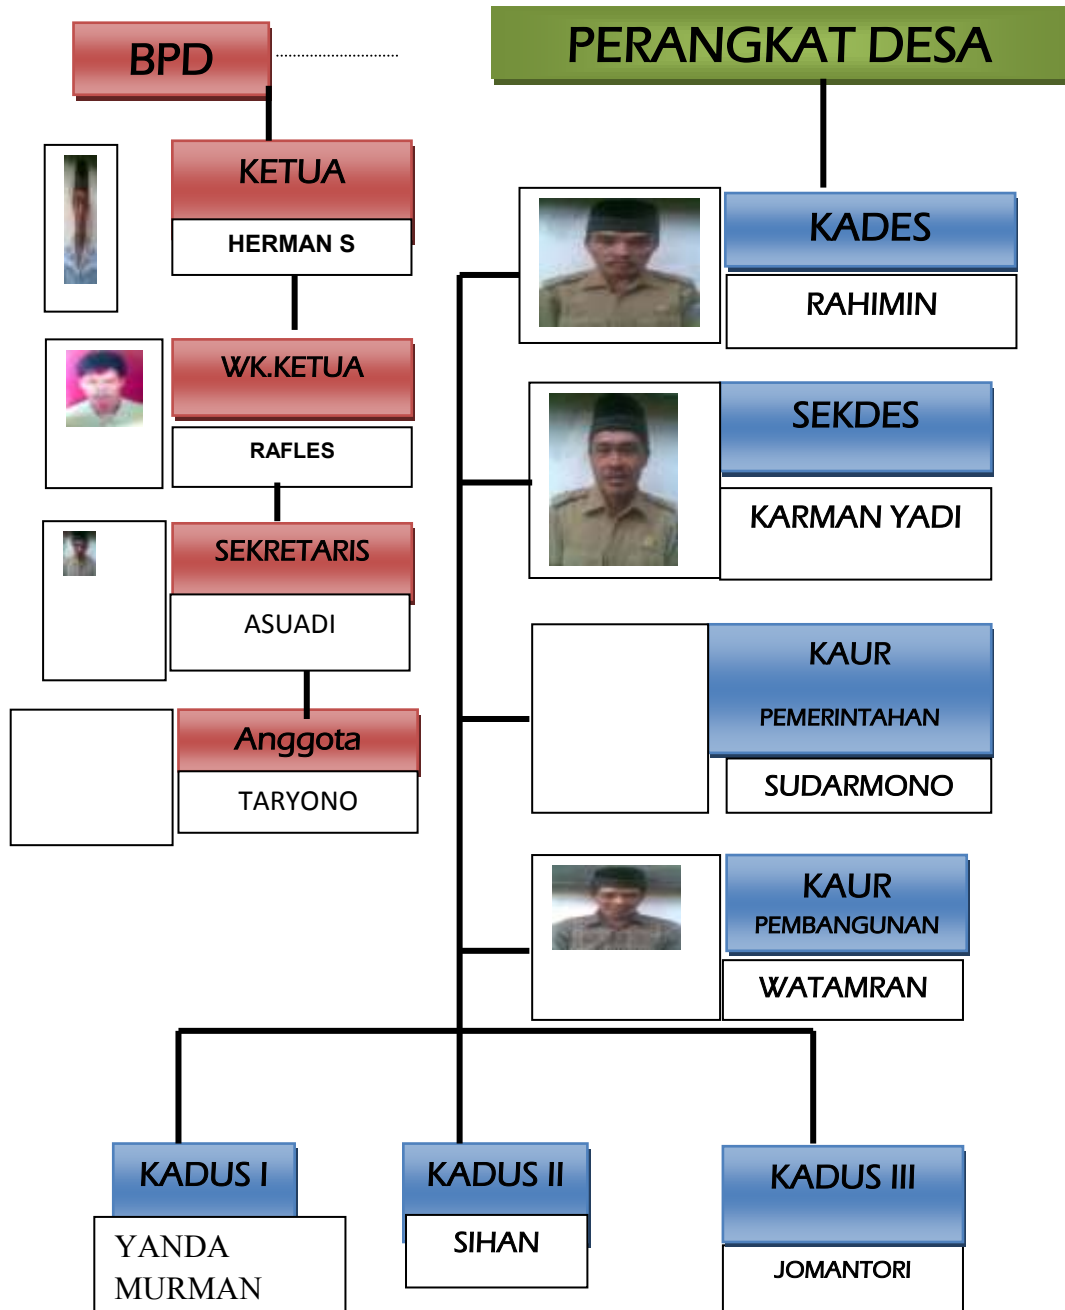 BPD
PERANGKAT DESA
KETUA
HERMAN S
WK.KETUA
RAFLES
SEKRETARIS
ASUADI
Anggota
TARYONO
KADES
RAHIMIN
SEKDES
KARMAN YADI
KAUR
PEMERINTAHAN
SUDARMONO
KAUR
PEMBANGUNAN
WATAMRAN
KADUS I
YANDA
MURMAN
KADUS II
SIHAN
KADUS III
JOMANTORI